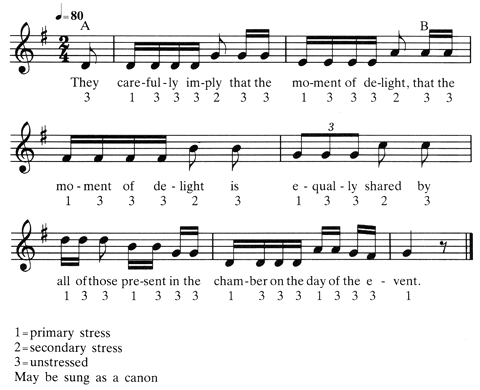 ♩=80
A B
2/4
They care-ful-ly im-ply that the mo-ment of de-light, that the
3 1 3 3 3 2 3 3 1 3 3 3 2 3 3
3
mo-ment of de-light is e-qual-ly shared by
1 3 3 3 2 3 1 3 3 2 3
all of those pre-sent in the cham-ber on the day of the e-vent.
1 3 3 1 3 3 3 1 3 3 3 1 3 3 3 1
1=primary stress
2=secondary stress
3=unstressed
May be sung as a canon